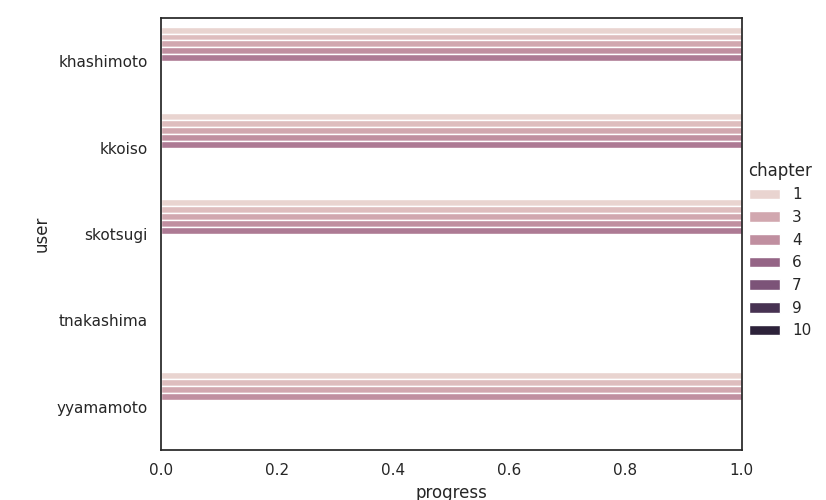 khashimoto
kkoiso
skotsugi
tnakashima
yyamamoto
user
0.0 0.2 0.4 0.6 0.8 1.0
progress
chapter
1
3
4
6
7
9
10